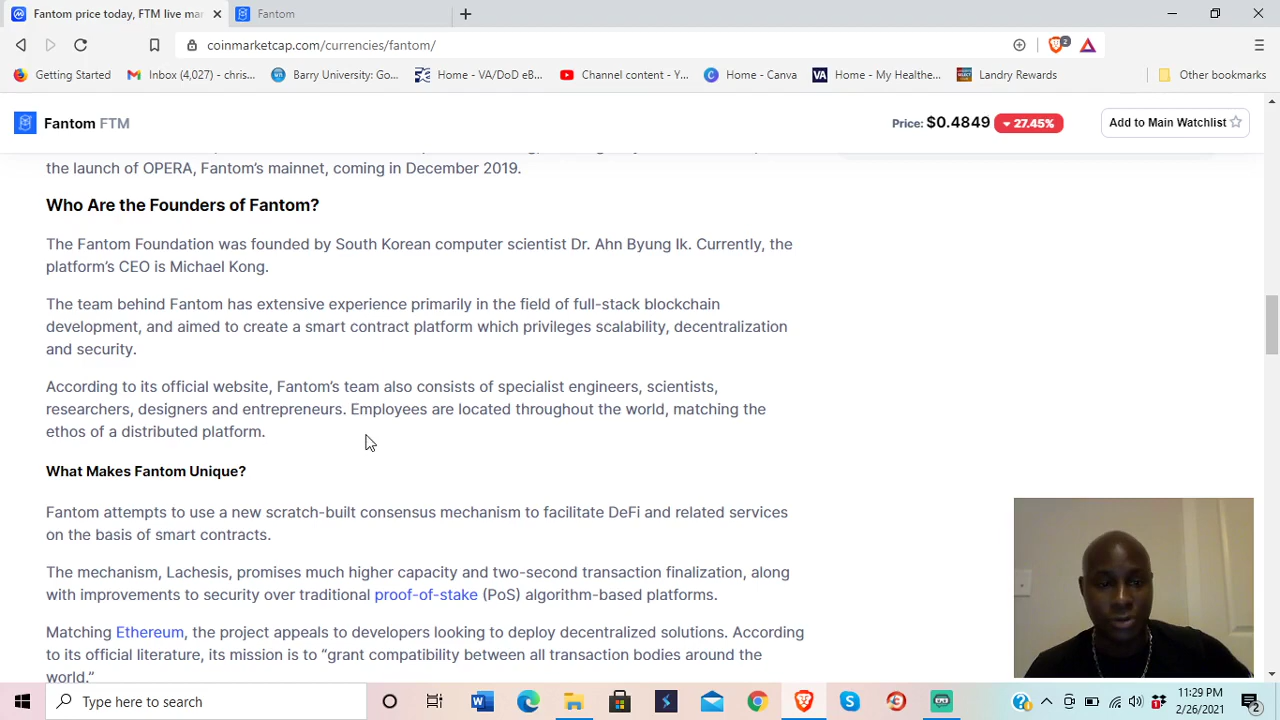 Fantom price today, FTM live mar
Fantom
coinmarketcap.com/currencies/fantom/
2
Getting Started
Inbox (4,027) - chris...
Barry University: Go...
Home - VA/DoD eB...
Channel content - Y...
Home - Canva
Home - My Healthe...
Landry Rewards
Other bookmarks
Fantom FTM
Price: $0.4849 27.45%
Add to Main Watchlist
the launch of OPERA, Fantom's mainnet, coming in December 2019.
Who Are the Founders of Fantom?
The Fantom Foundation was founded by South Korean computer scientist Dr. Ahn Byung Ik. Currently, the
platform's CEO is Michael Kong.
The team behind Fantom has extensive experience primarily in the field of full-stack blockchain
development, and aimed to create a smart contract platform which privileges scalability, decentralization
and security.
According to its official website, Fantom's team also consists of specialist engineers, scientists,
researchers, designers and entrepreneurs. Employees are located throughout the world, matching the
ethos of a distributed platform.
What Makes Fantom Unique?
Fantom attempts to use a new scratch-built consensus mechanism to facilitate DeFi and related services
on the basis of smart contracts.
The mechanism, Lachesis, promises much higher capacity and two-second transaction finalization, along
with improvements to security over traditional proof-of-stake (PoS) algorithm-based platforms.
Matching Ethereum, the project appeals to developers looking to deploy decentralized solutions. According
to its official literature, its mission is to “grant compatibility between all transaction bodies around the
world.”
Type here to search
11:29 PM
2/26/2021
2